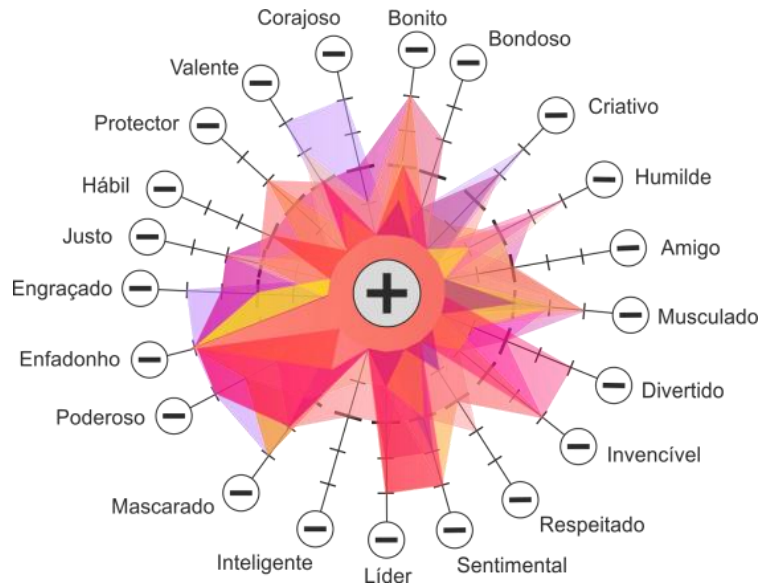 Corajoso
Bonito
Bondoso
Valente
Criativo
Protector
Humilde
Hábil
Amigo
Justo
Engraçado
Musculado
Enfadonho
Divertido
Poderoso
Invencível
Mascarado
Respeitado
Inteligente
Sentimental
Líder
+